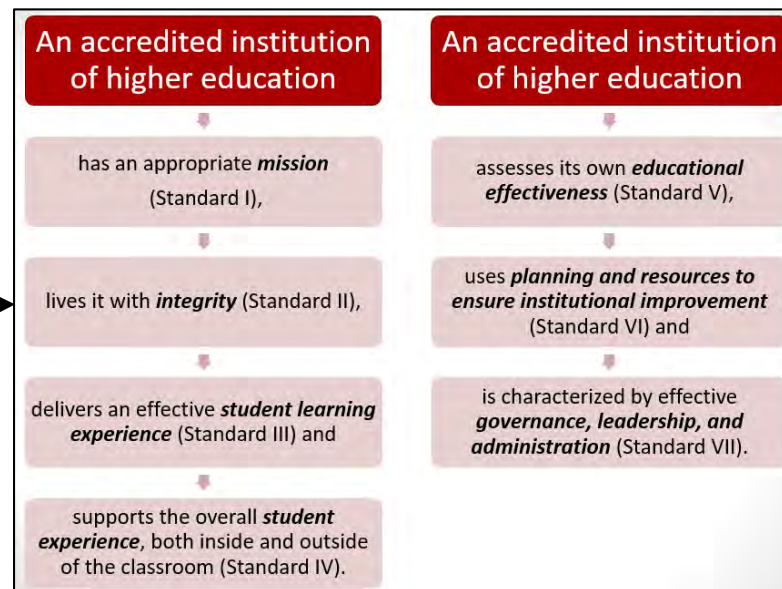 An accredited institution
of higher education
has an appropriate mission
(Standard I),
lives it with integrity (Standard II),
delivers an effective student learning
experience (Standard III) and
supports the overall student
experience, both inside and outside
of the classroom (Standard IV).
An accredited institution
of higher education
assesses its own educational
effectiveness (Standard V),
uses planning and resources to
ensure institutional improvement
(Standard VI) and
is characterized by effective
governance, leadership, and
administration (Standard VII).